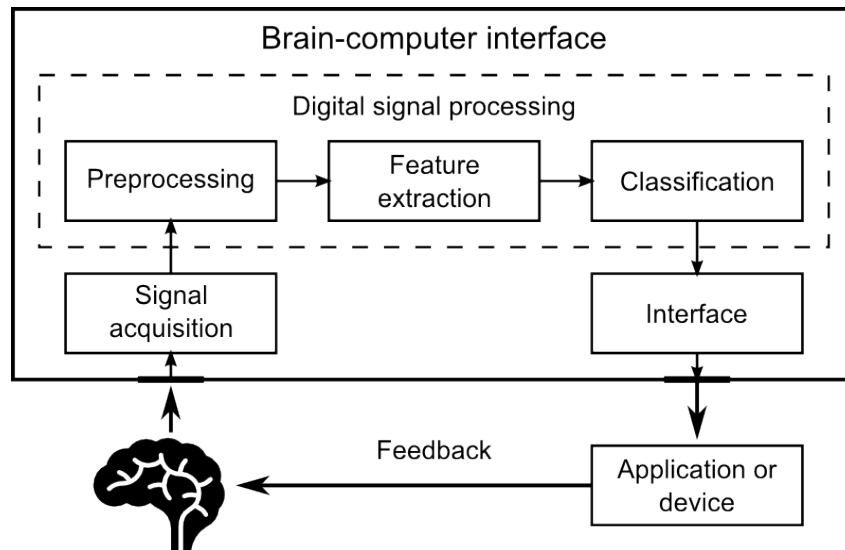 Brain-computer interface
Digital signal processing
Preprocessing
Feature
extraction
Classification
Signal
acquisition
Interface
Feedback
Application or
device